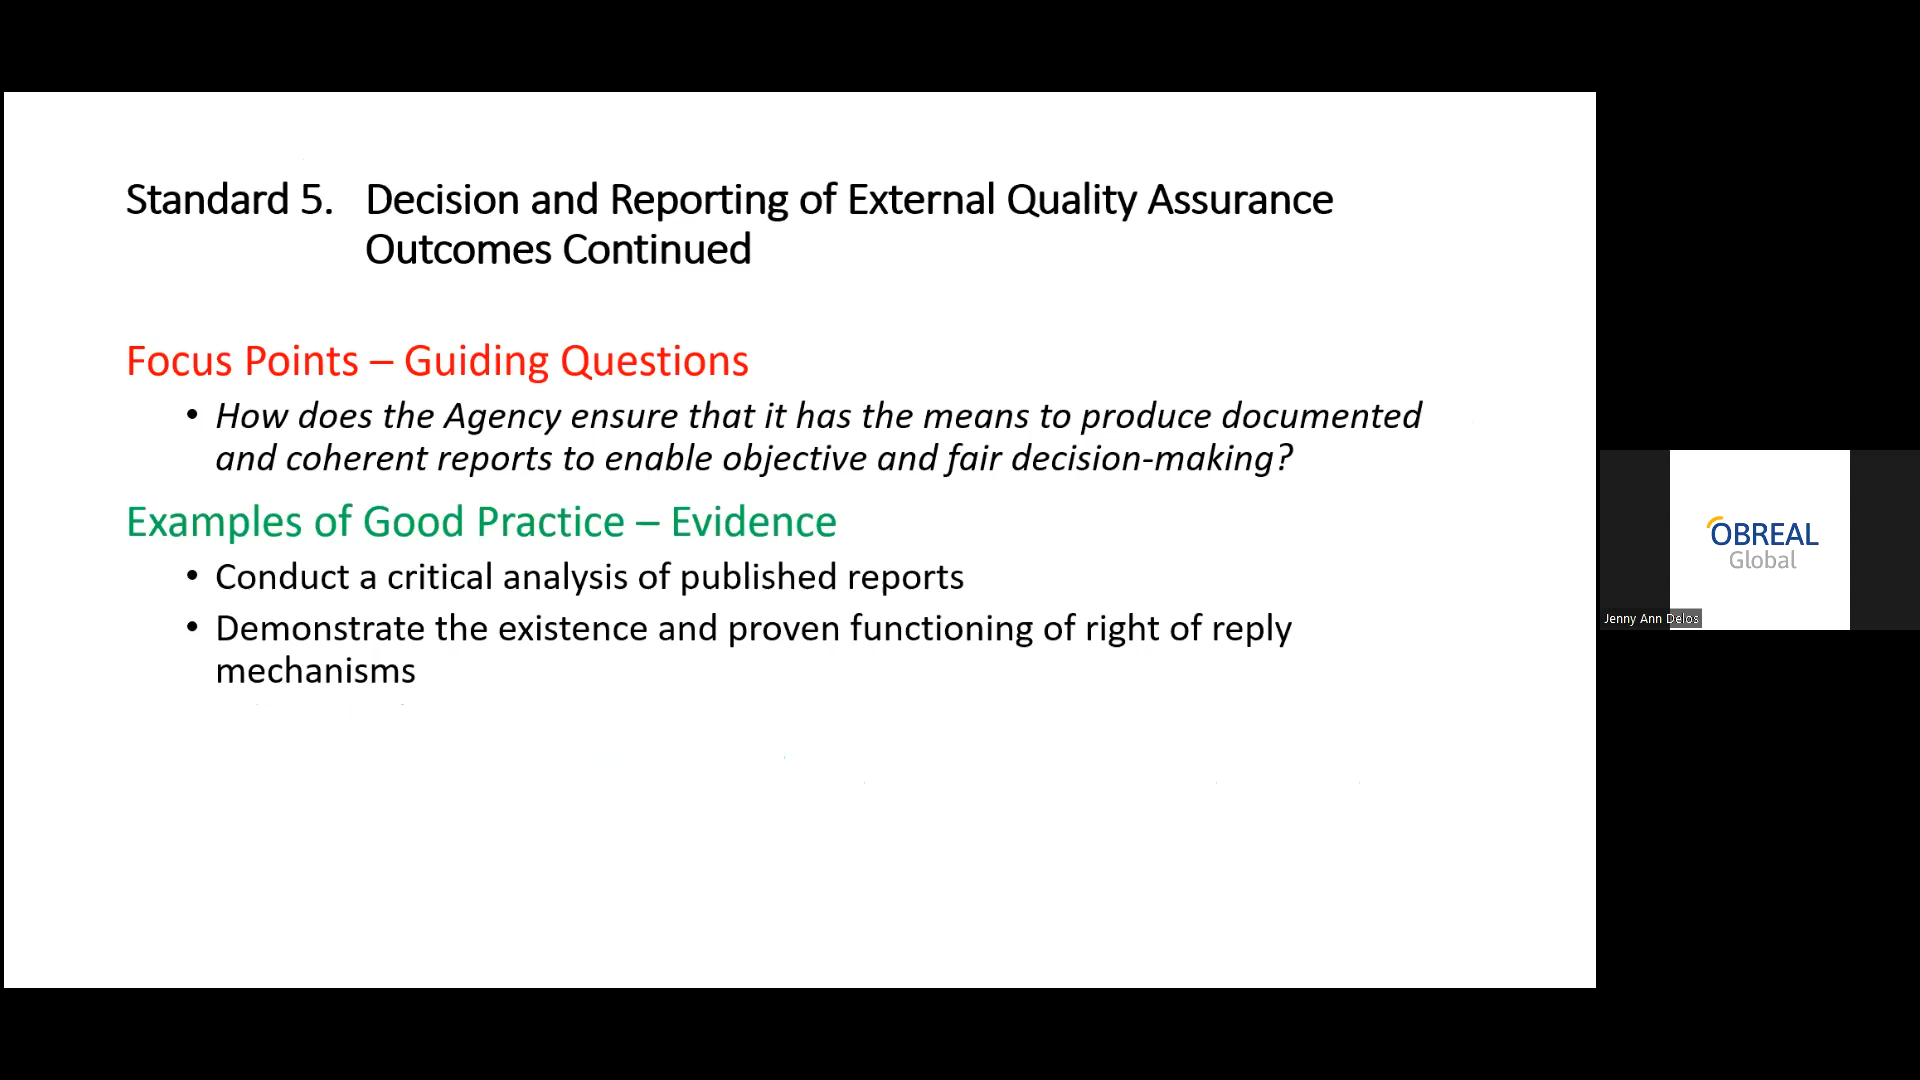 Standard 5. Decision and Reporting of External Quality Assurance
Outcomes Continued
Focus Points – Guiding Questions
• How does the Agency ensure that it has the means to produce documented
and coherent reports to enable objective and fair decision-making?
Examples of Good Practice – Evidence
• Conduct a critical analysis of published reports
• Demonstrate the existence and proven functioning of right of reply
mechanisms
OBREAL
Global
Jenny Ann Delos